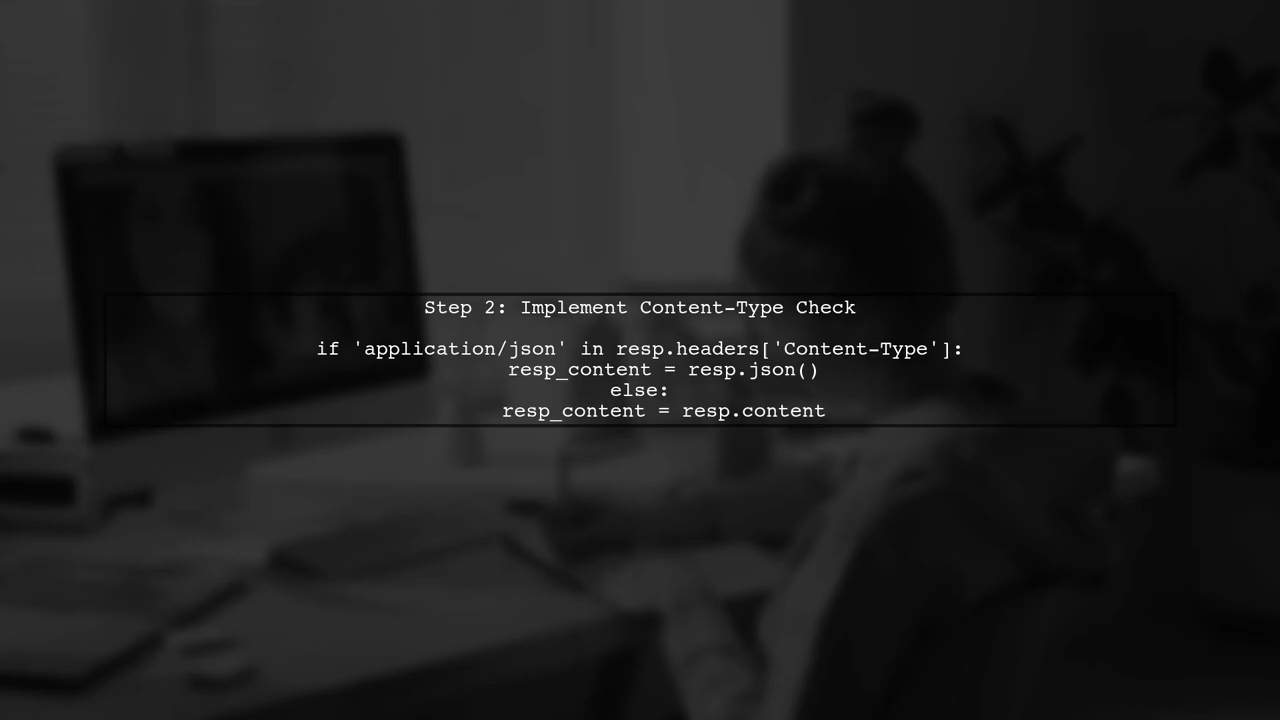 Step 2: Implement Content-Type Check
if 'application/json' in resp.headers['Content-Type']:
resp_content = resp.json()
else:
resp_content = resp.content